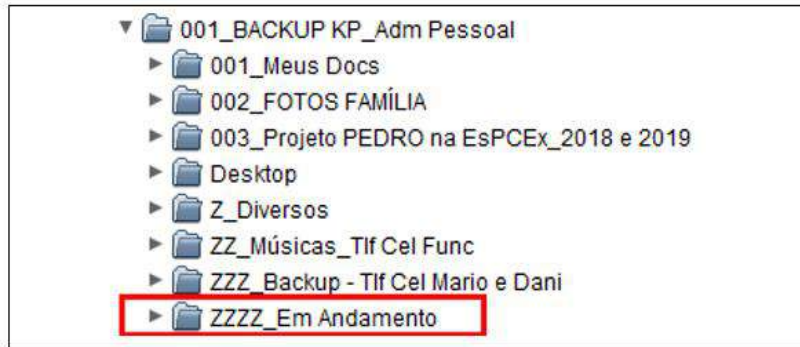 001_BACKUP KP_Adm Pessoal
001_Meus Docs
002_FOTOS FAMÍLIA
003_Projeto PEDRO na EsPCEx_2018 e 2019
Desktop
Z_Diversos
ZZ_Músicas_Tlf Cel Func
ZZZ_Backup - Tlf Cel Mario e Dani
ZZZZ_Em Andamento